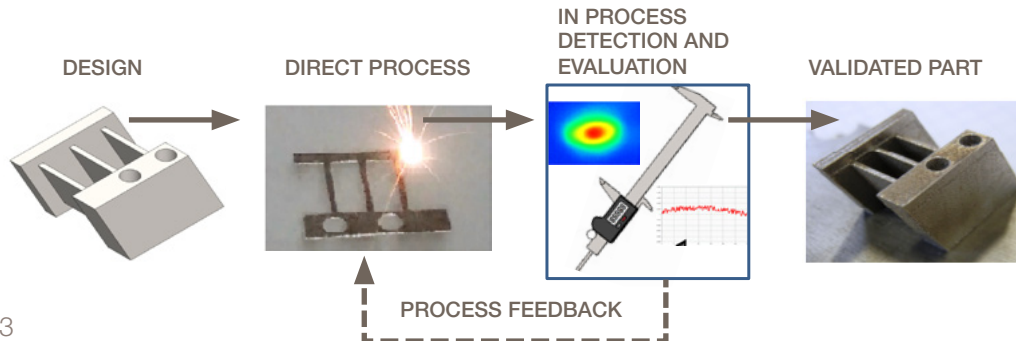 IN PROCESS
DETECTION AND
EVALUATION
DESIGN
DIRECT PROCESS
VALIDATED PART
PROCESS FEEDBACK
3